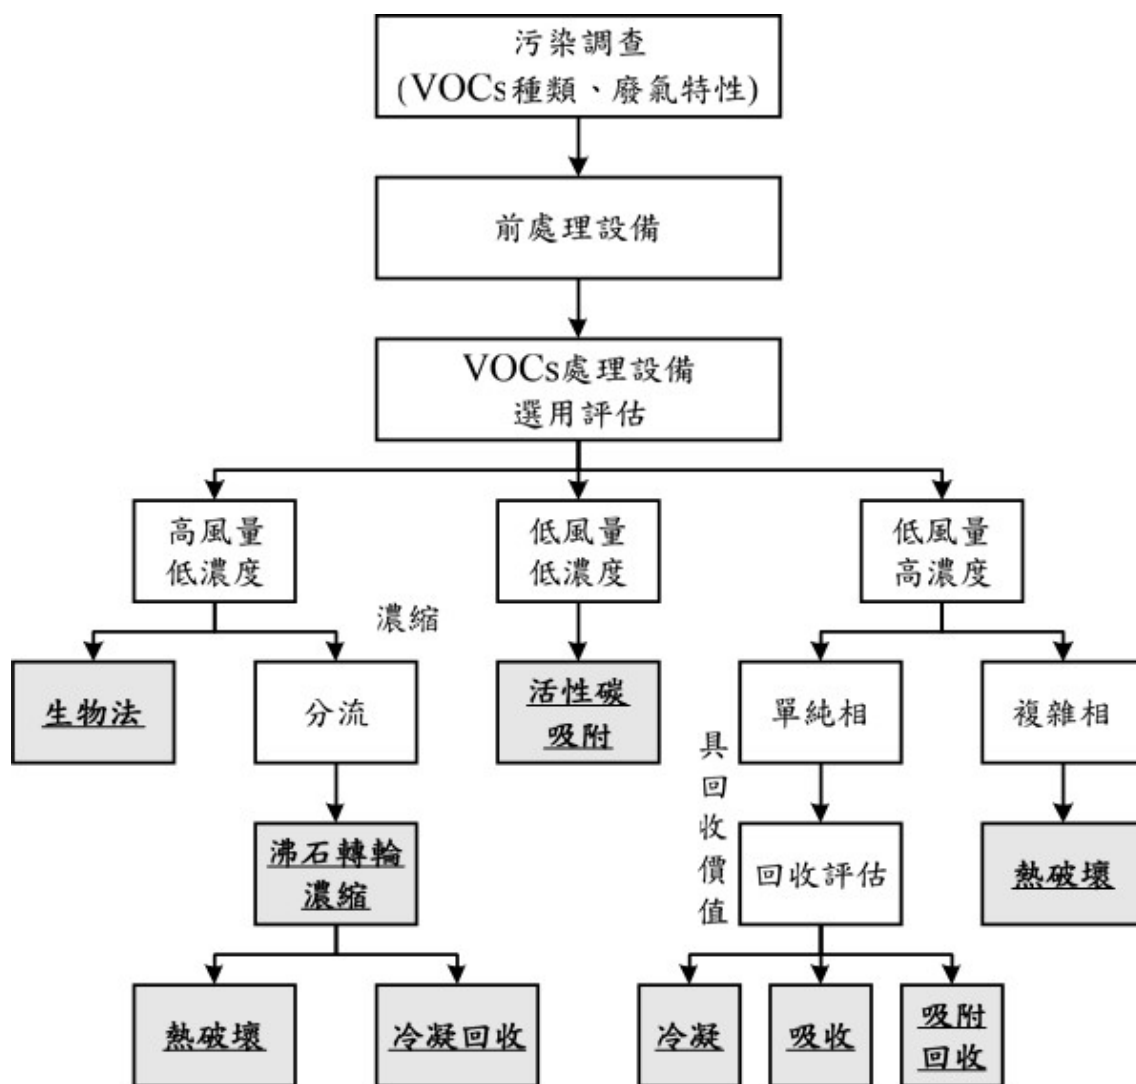 污染調查
(VOCs種類、廢氣特性)
前處理設備
VOCs處理設備
選用評估
高風量
低濃度
低風量
低濃度
低風量
高濃度
濃縮
生物法
分流
活性碳
吸附
單純相
複雜相
具回收價值
沸石轉輪
濃縮
回收評估
熱破壞
熱破壞
冷凝回收
冷凝
吸收
吸附
回收